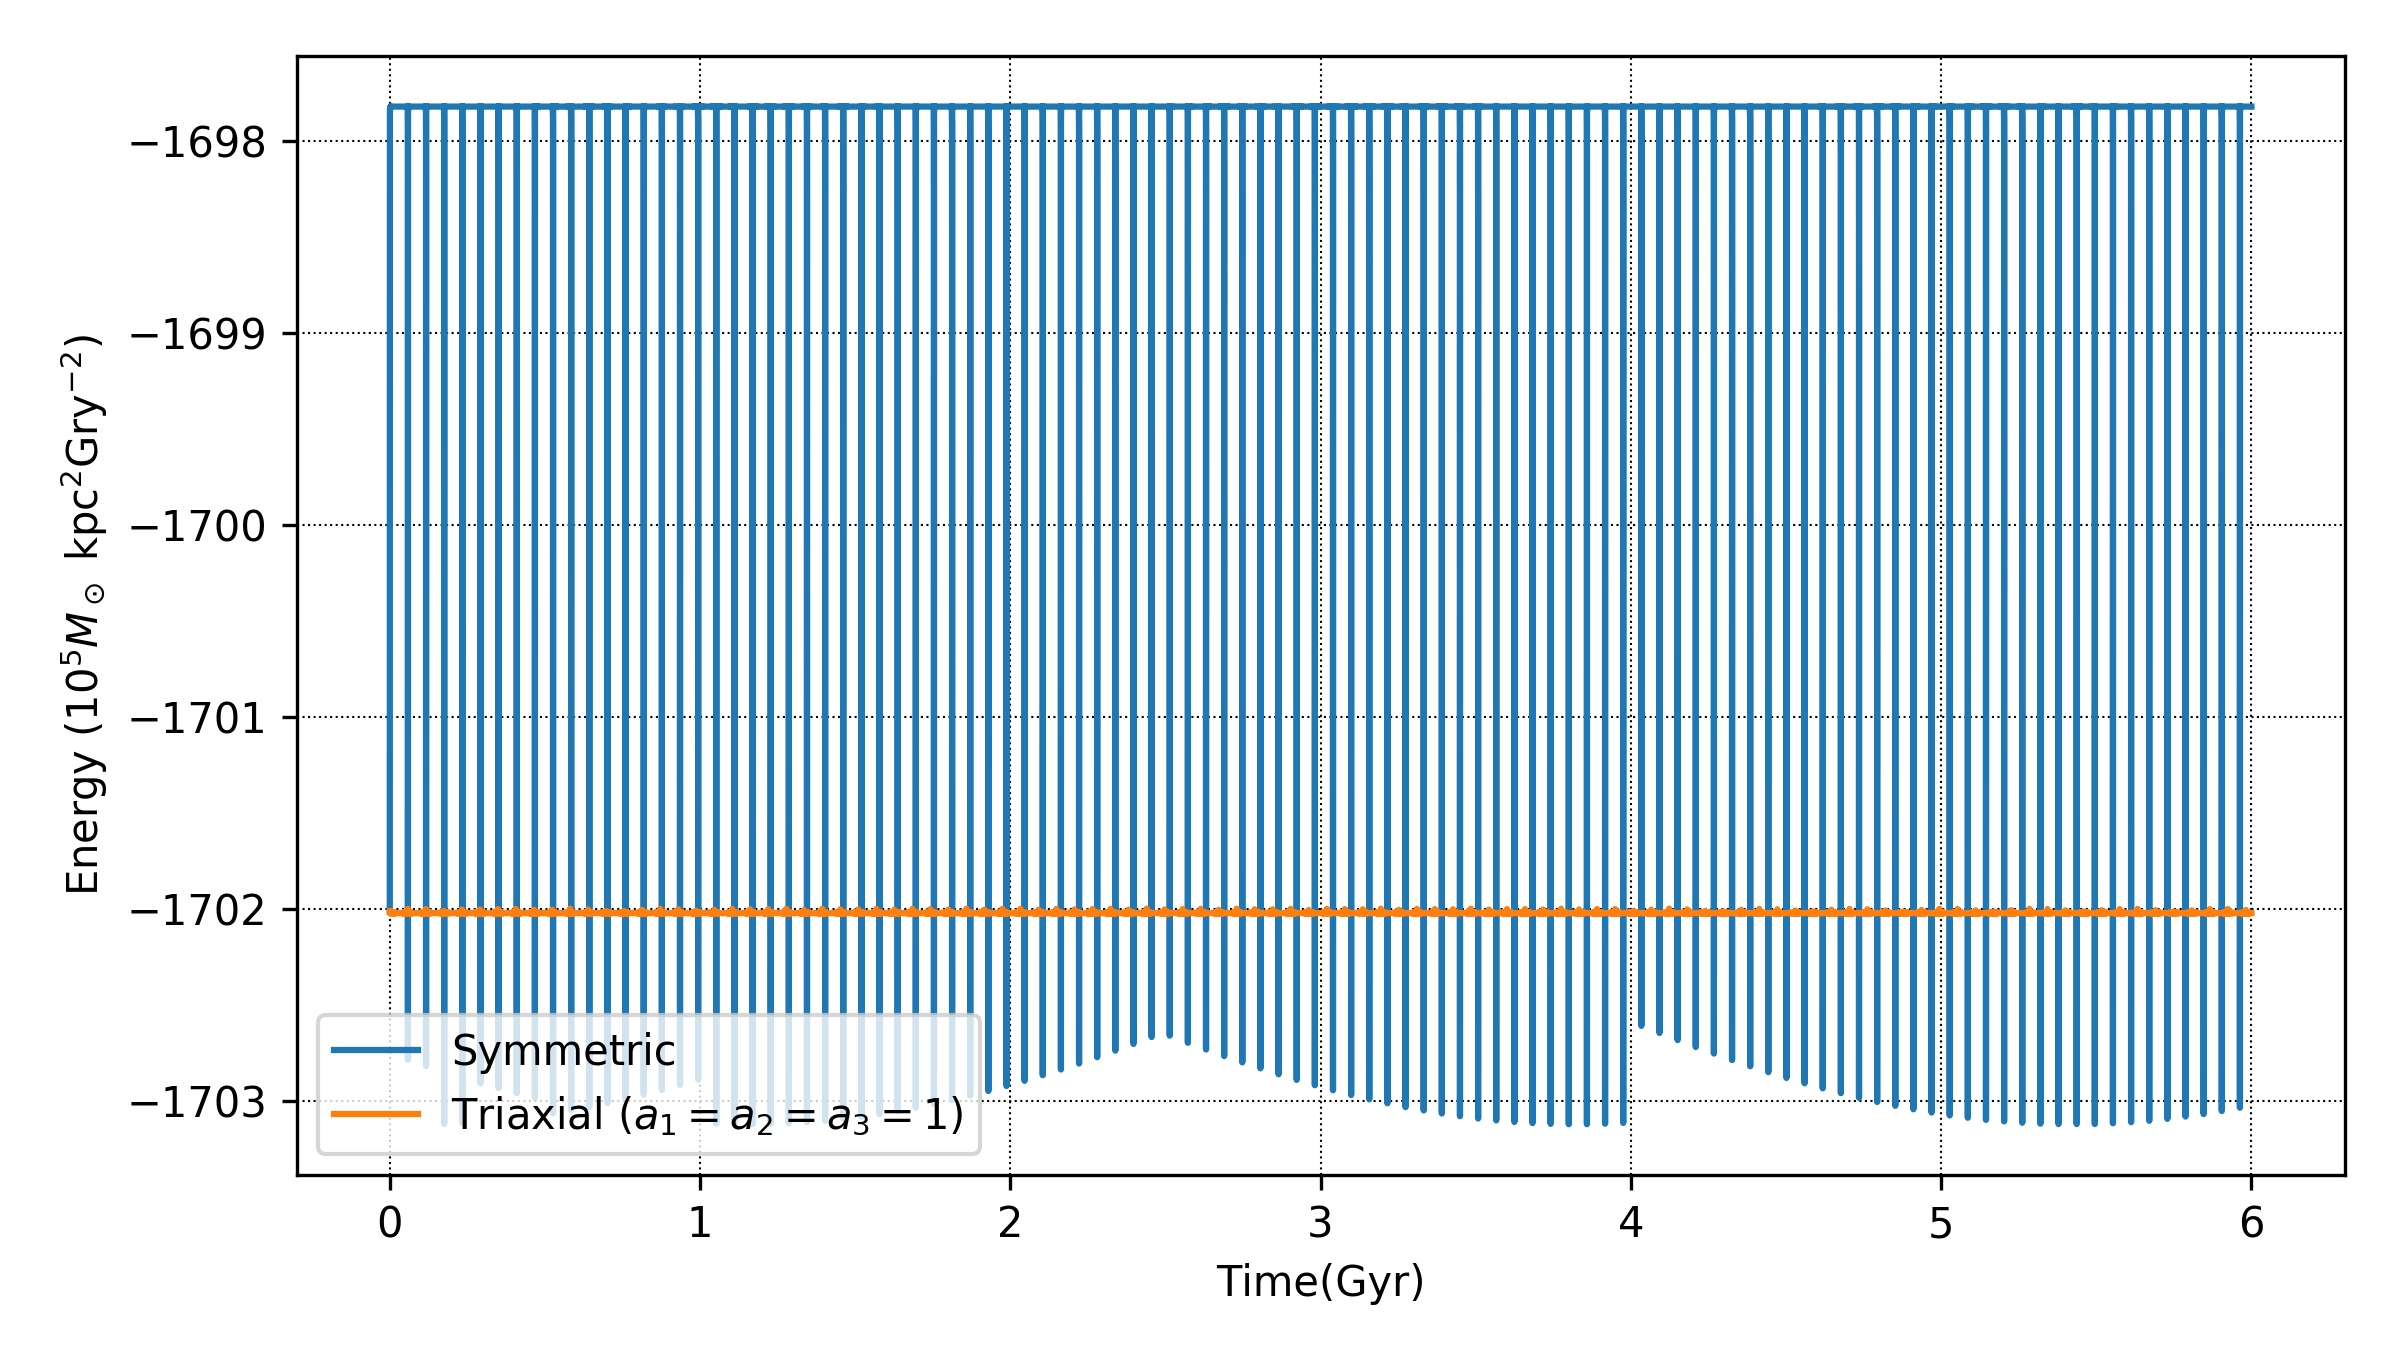 −1698
−1699
−1700
−1701
−1702
−1703
Energy (10⁵M⊙ kpc²Gry⁻²)
Symmetric
Triaxial (a₁ = a₂ = a₃ = 1)
0 1 2 3 4 5 6
Time(Gyr)